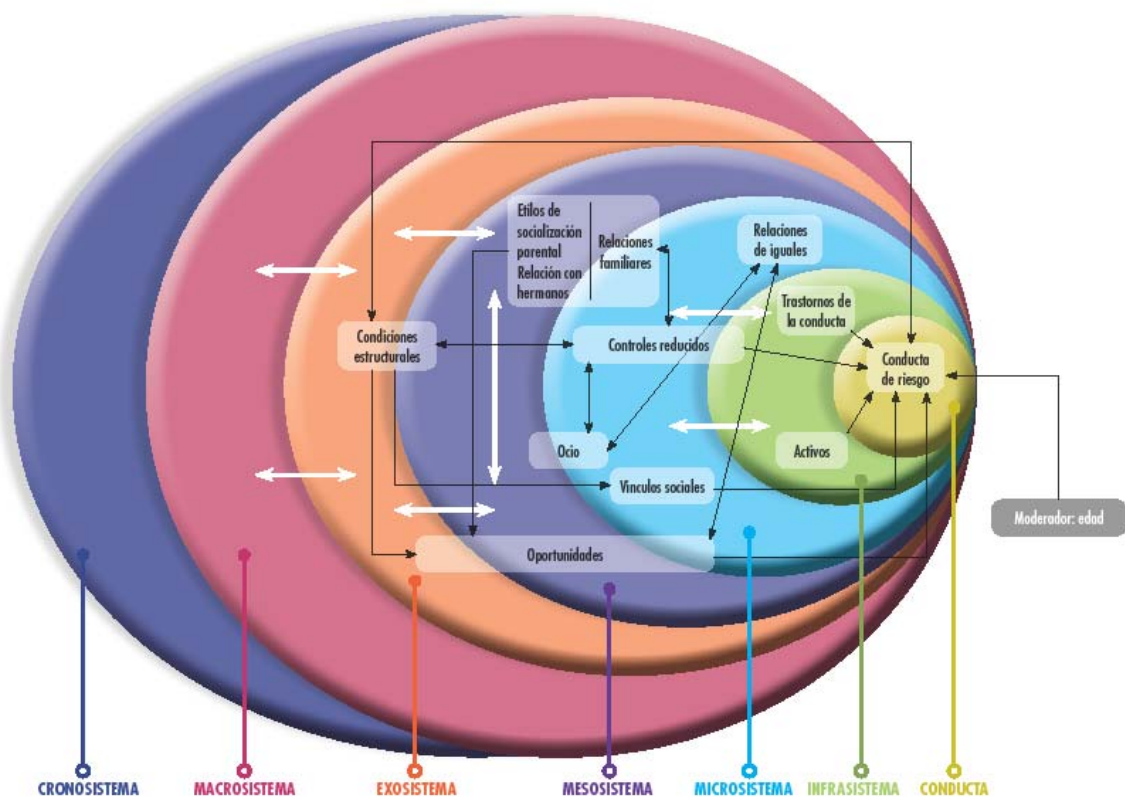 Etilos de
socialización
parental
Relación con
hermanos
Relaciones
familiares
Relaciones
de iguales
Trastornos de
la conducta
Condiciones
estructurales
Controles reducidos
Conducta
de riesgo
Ocio
Activos
Vinculos sociales
Moderador: edad
Oportunidades
CRONOSISTEMA
MACROSISTEMA
EXOSISTEMA
MESOSISTEMA
MICROSISTEMA
INFRASISTEMA
CONDUCTA